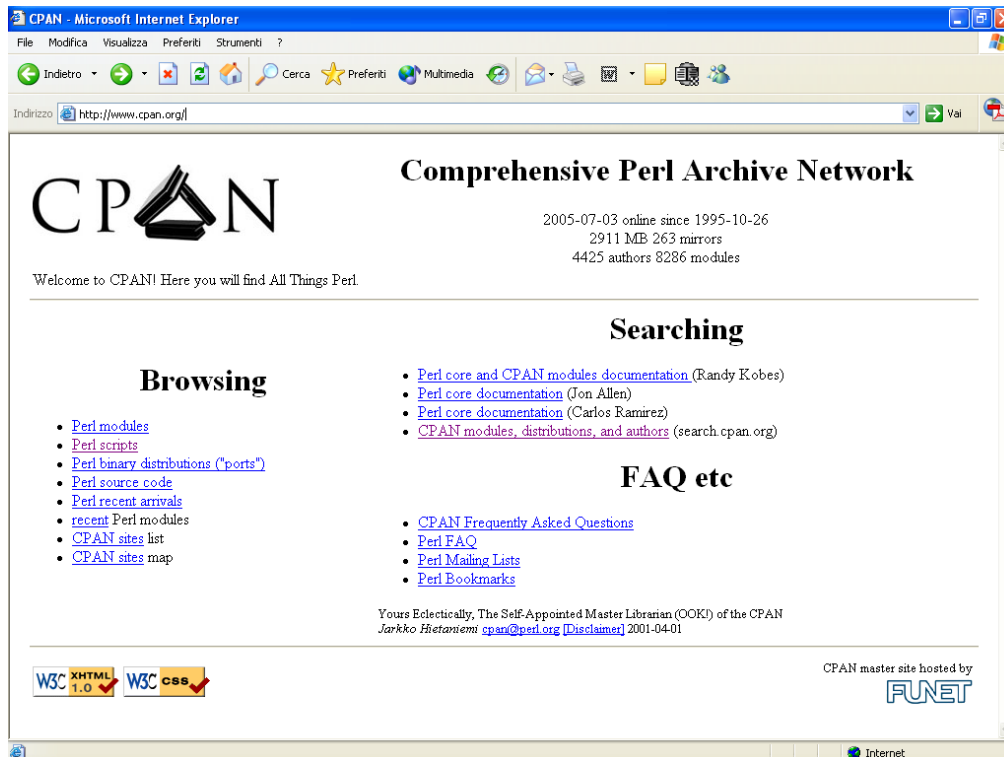 CPAN - Microsoft Internet Explorer
File Modifica Visualizza Preferiti Strumenti ?
Indietro Cerca Preferiti Multimedia
Indirizzo http://www.cpan.org/ Vai
CPAN
Comprehensive Perl Archive Network
2005-07-03 online since 1995-10-26
2911 MB 263 mirrors
4425 authors 8286 modules
Welcome to CPAN! Here you will find All Things Perl.
Browsing
Perl modules
Perl scripts
Perl binary distributions ("ports")
Perl source code
Perl recent arrivals
recent Perl modules
CPAN sites list
CPAN sites map
Searching
Perl core and CPAN modules documentation (Randy Kobes)
Perl core documentation (Jon Allen)
Perl core documentation (Carlos Ramirez)
CPAN modules, distributions, and authors (search.cpan.org)
FAQ etc
CPAN Frequently Asked Questions
Perl FAQ
Perl Mailing Lists
Perl Bookmarks
Yours Eclectically, The Self-Appointed Master Librarian (OOK!) of the CPAN
Jarkko Hietaniemi cpan@perl.org [Disclaimer] 2001-04-01
W3C XHTML 1.0
W3C css
CPAN master site hosted by
FUNET
Internet